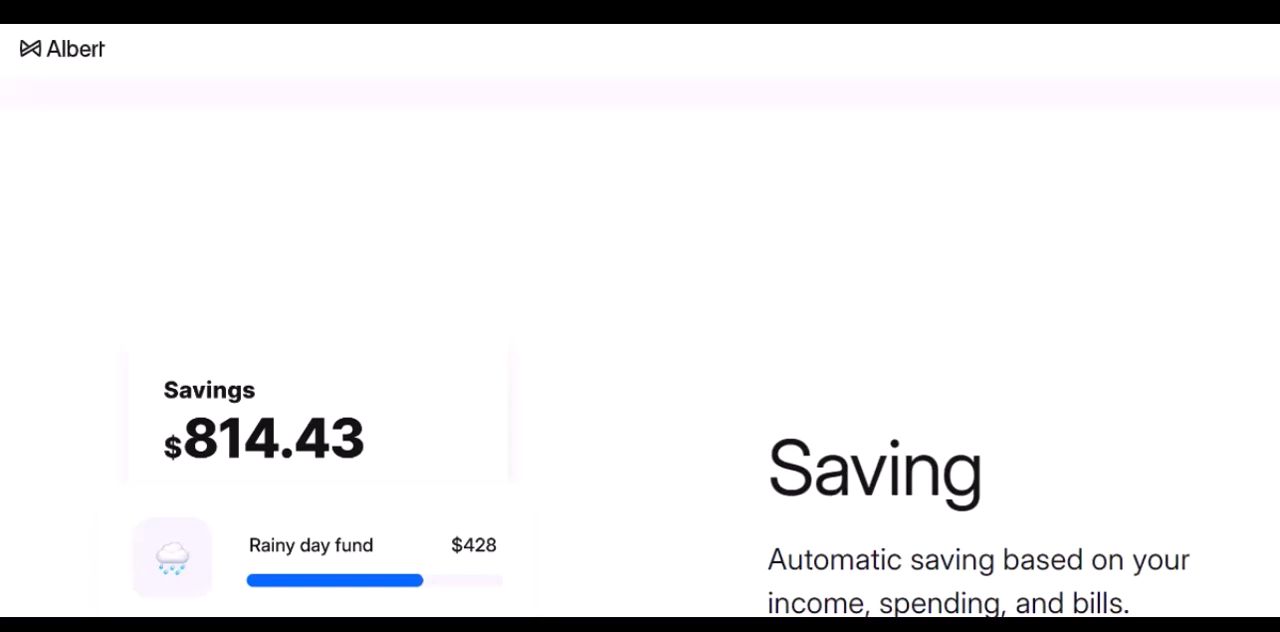 Albert
Savings
$814.43
Rainy day fund $428
Saving
Automatic saving based on your
income, spending, and bills.